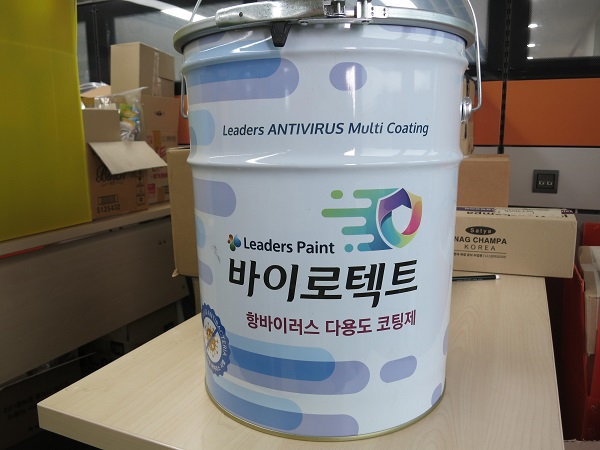 Leaders ANTIVIRUS Multi Coating
Leaders Paint
바이로텍트
항바이러스 다용도 코팅제
Satya
NAG CHAMPA
KOREA